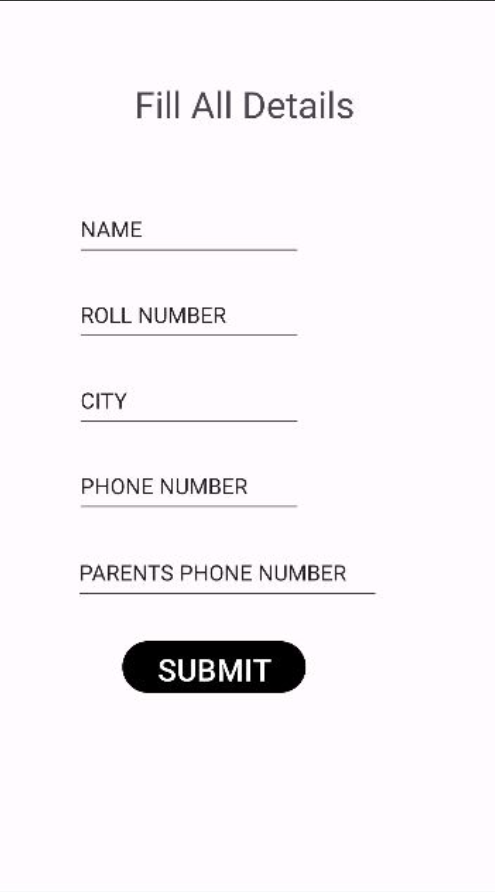 Fill All Details
NAME
ROLL NUMBER
CITY
PHONE NUMBER
PARENTS PHONE NUMBER
SUBMIT